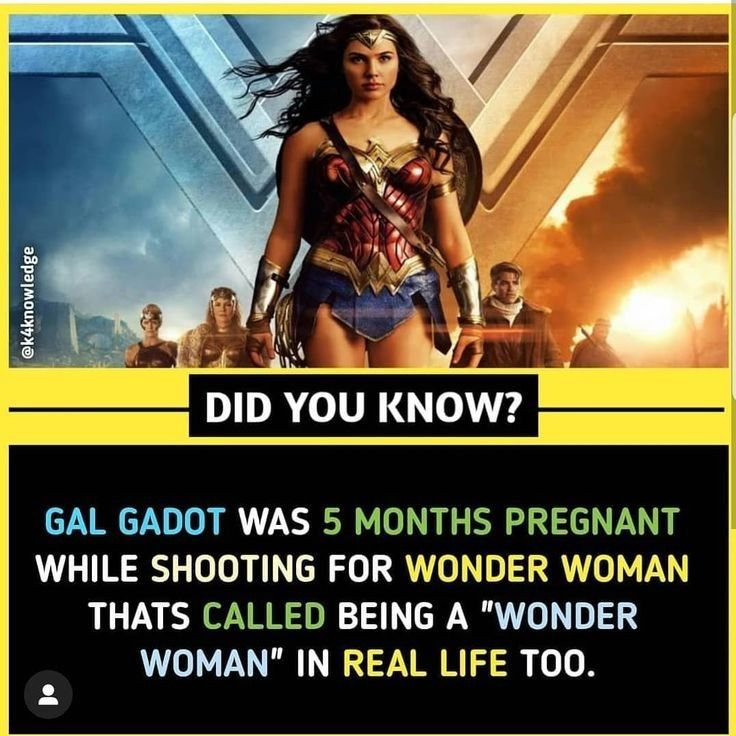 @k4knowledge
DID YOU KNOW?
GAL GADOT WAS 5 MONTHS PREGNANT
WHILE SHOOTING FOR WONDER WOMAN
THATS CALLED BEING A "WONDER
WOMAN" IN REAL LIFE TOO.